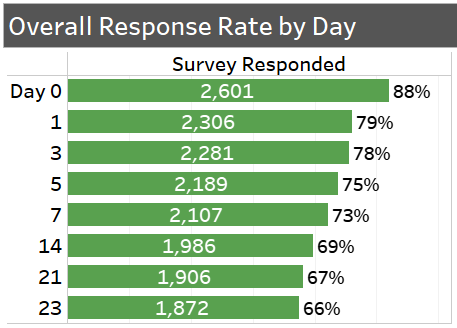 Overall Response Rate by Day
Survey Responded
Day 0 2,601 88%
1 2,306 79%
3 2,281 78%
5 2,189 75%
7 2,107 73%
14 1,986 69%
21 1,906 67%
23 1,872 66%